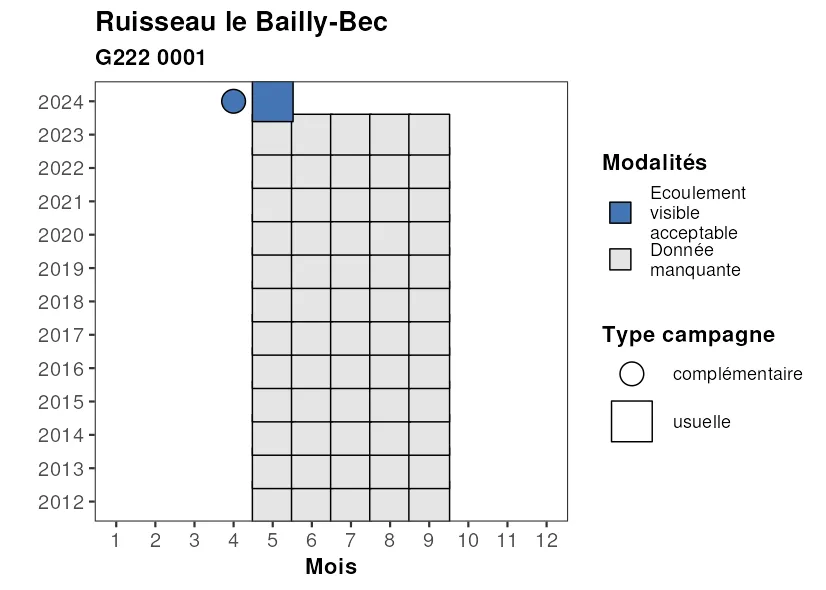 Ruisseau le Bailly-Bec
G222 0001
2024
2023
2022
2021
2020
2019
2018
2017
2016
2015
2014
2013
2012
1 2 3 4 5 6 7 8 9 10 11 12
Mois
Modalités
Ecoulement
visible
acceptable
Donnée
manquante
Type campagne
complémentaire
usuelle